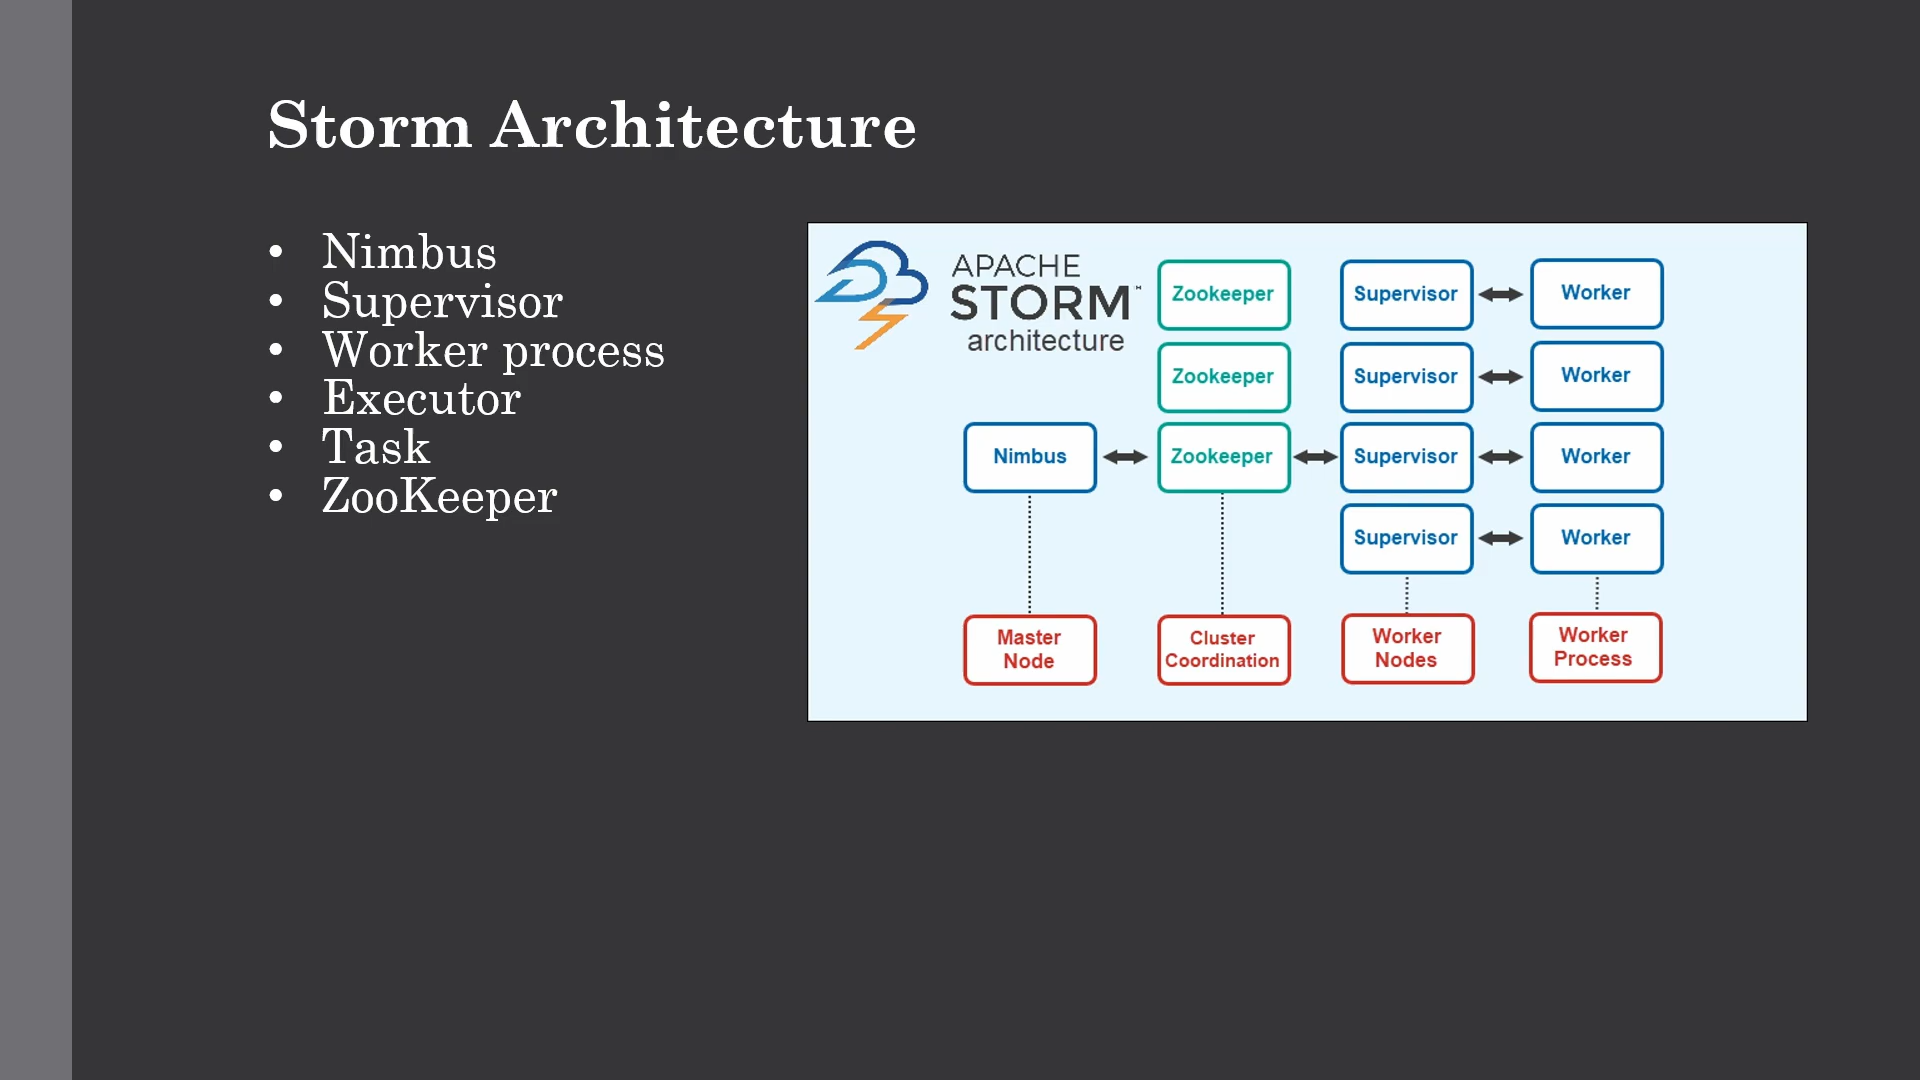 Storm Architecture
• Nimbus
• Supervisor
• Worker process
• Executor
• Task
• ZooKeeper
APACHE
STORM™
architecture
Zookeeper
Supervisor
Worker
Zookeeper
Supervisor
Worker
Nimbus
Zookeeper
Supervisor
Worker
Supervisor
Worker
Master
Node
Cluster
Coordination
Worker
Nodes
Worker
Process